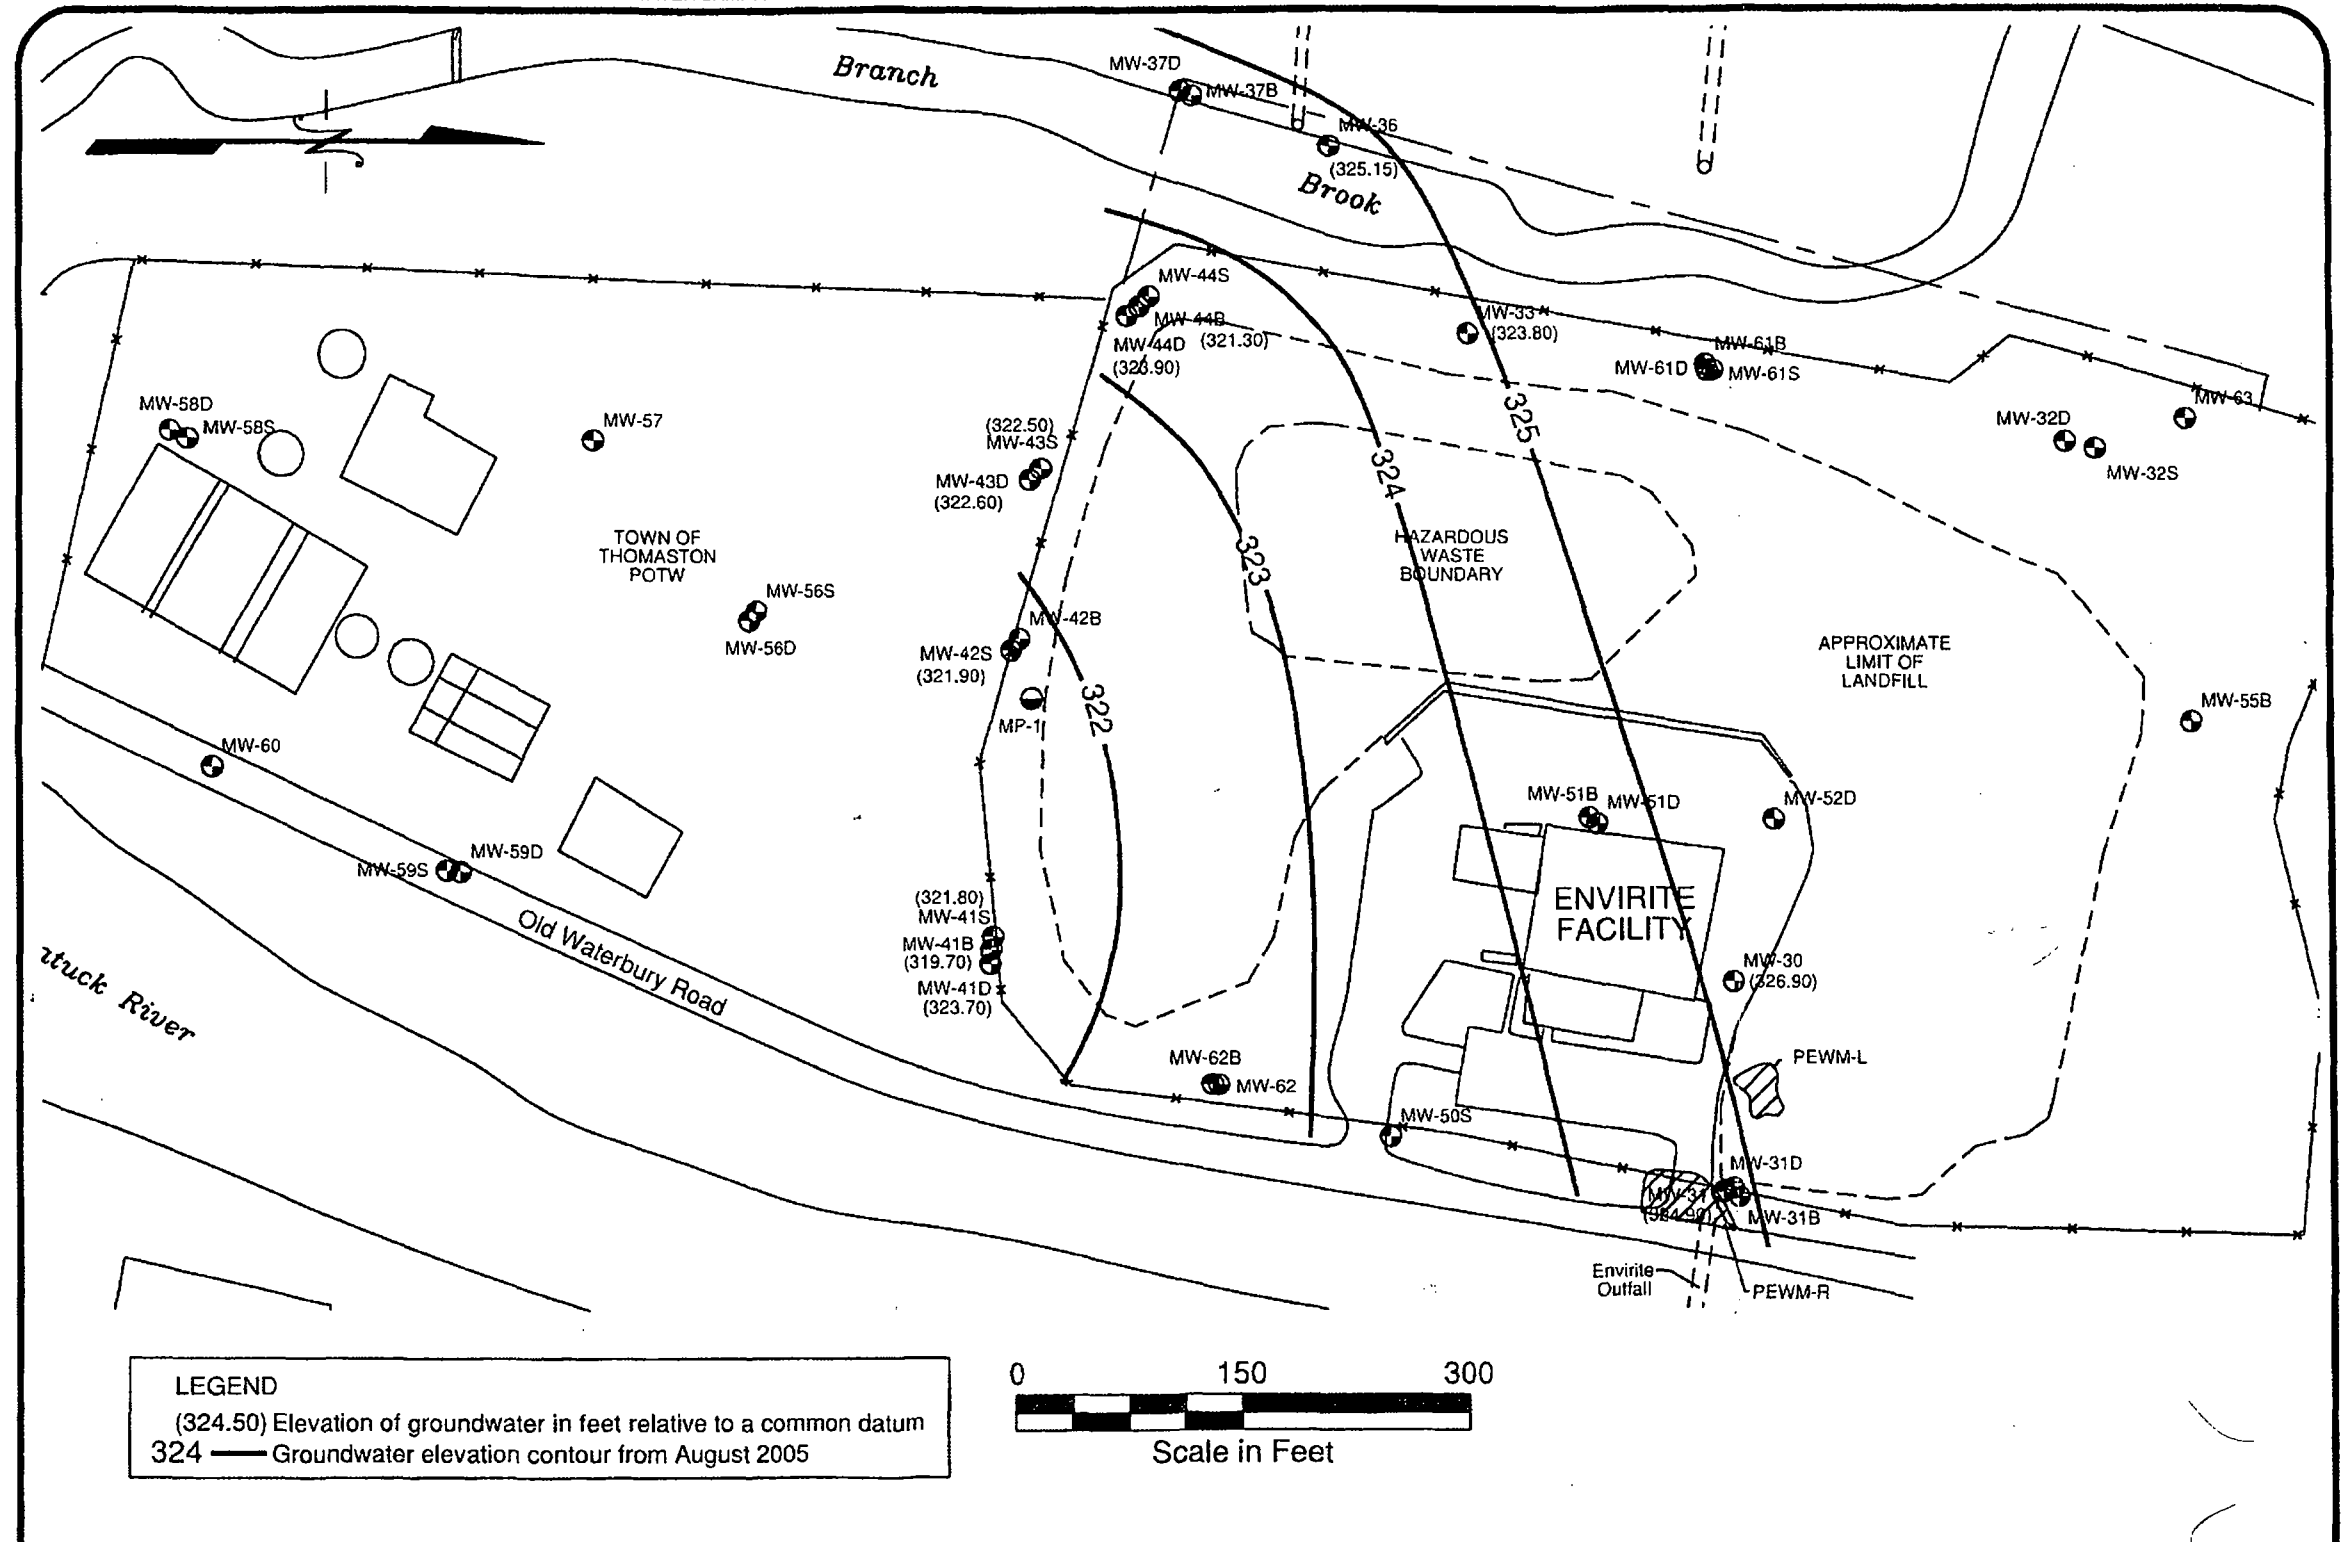 Branch
Brook
MW-37D
MW-37B
MW-36
(325.15)
MW-44S
MW-44B
(321.30)
MW-44D
(323.90)
MW-33
(323.80)
MW-61B
MW-61D
MW-61S
MW-63
MW-32D
MW-32S
MW-58D
MW-58S
MW-57
(322.50)
MW-43S
MW-43D
(322.60)
325
324
323
322
TOWN OF
THOMASTON
POTW
HAZARDOUS
WASTE
BOUNDARY
MW-56S
MW-56D
MW-42B
MW-42S
(321.90)
MP-1
APPROXIMATE
LIMIT OF
LANDFILL
MW-55B
MW-60
MW-51B
MW-51D
MW-52D
MW-59D
MW-59S
Old Waterbury Road
(321.80)
MW-41S
MW-41B
(319.70)
MW-41D
(323.70)
ENVIRITE
FACILITY
MW-30
(326.90)
tuck River
PEWM-L
MW-62B
MW-62
MW-50S
MW-31D
MW-31
MW-31B
Envirite
Outfall
PEWM-R
LEGEND
(324.50) Elevation of groundwater in feet relative to a common datum
324 Groundwater elevation contour from August 2005
0 150 300
Scale in Feet